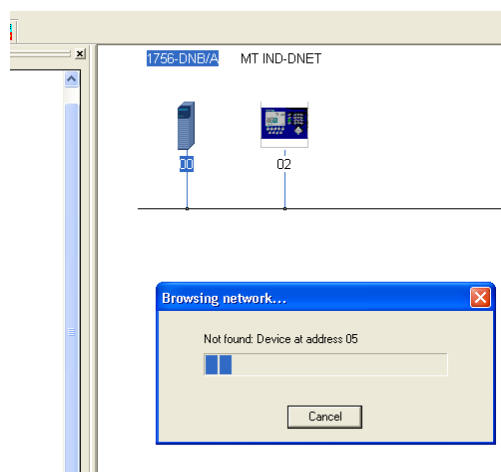 1756-DNB/A MT IND-DNET
00 02
Browsing network...
Not found: Device at address 05
Cancel